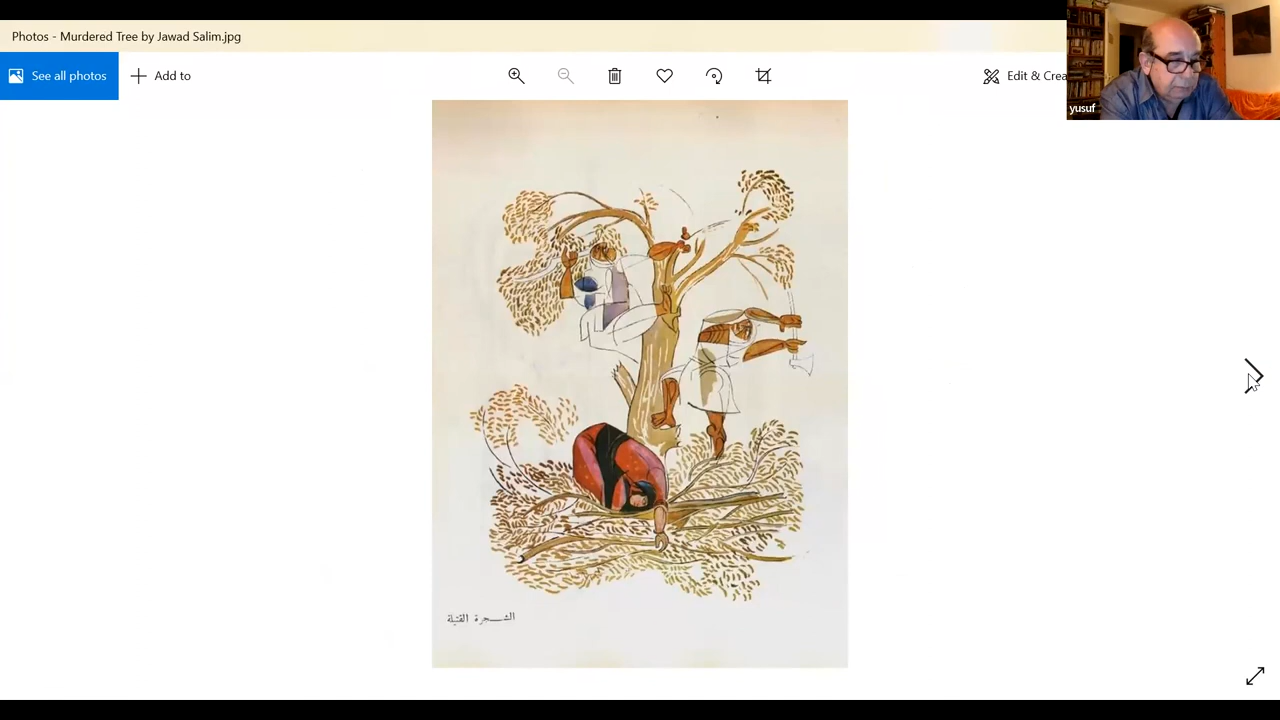 Photos - Murdered Tree by Jawad Salim.jpg
See all photos
Add to
Edit & Crea
yusuf
الشجرة القتيلة